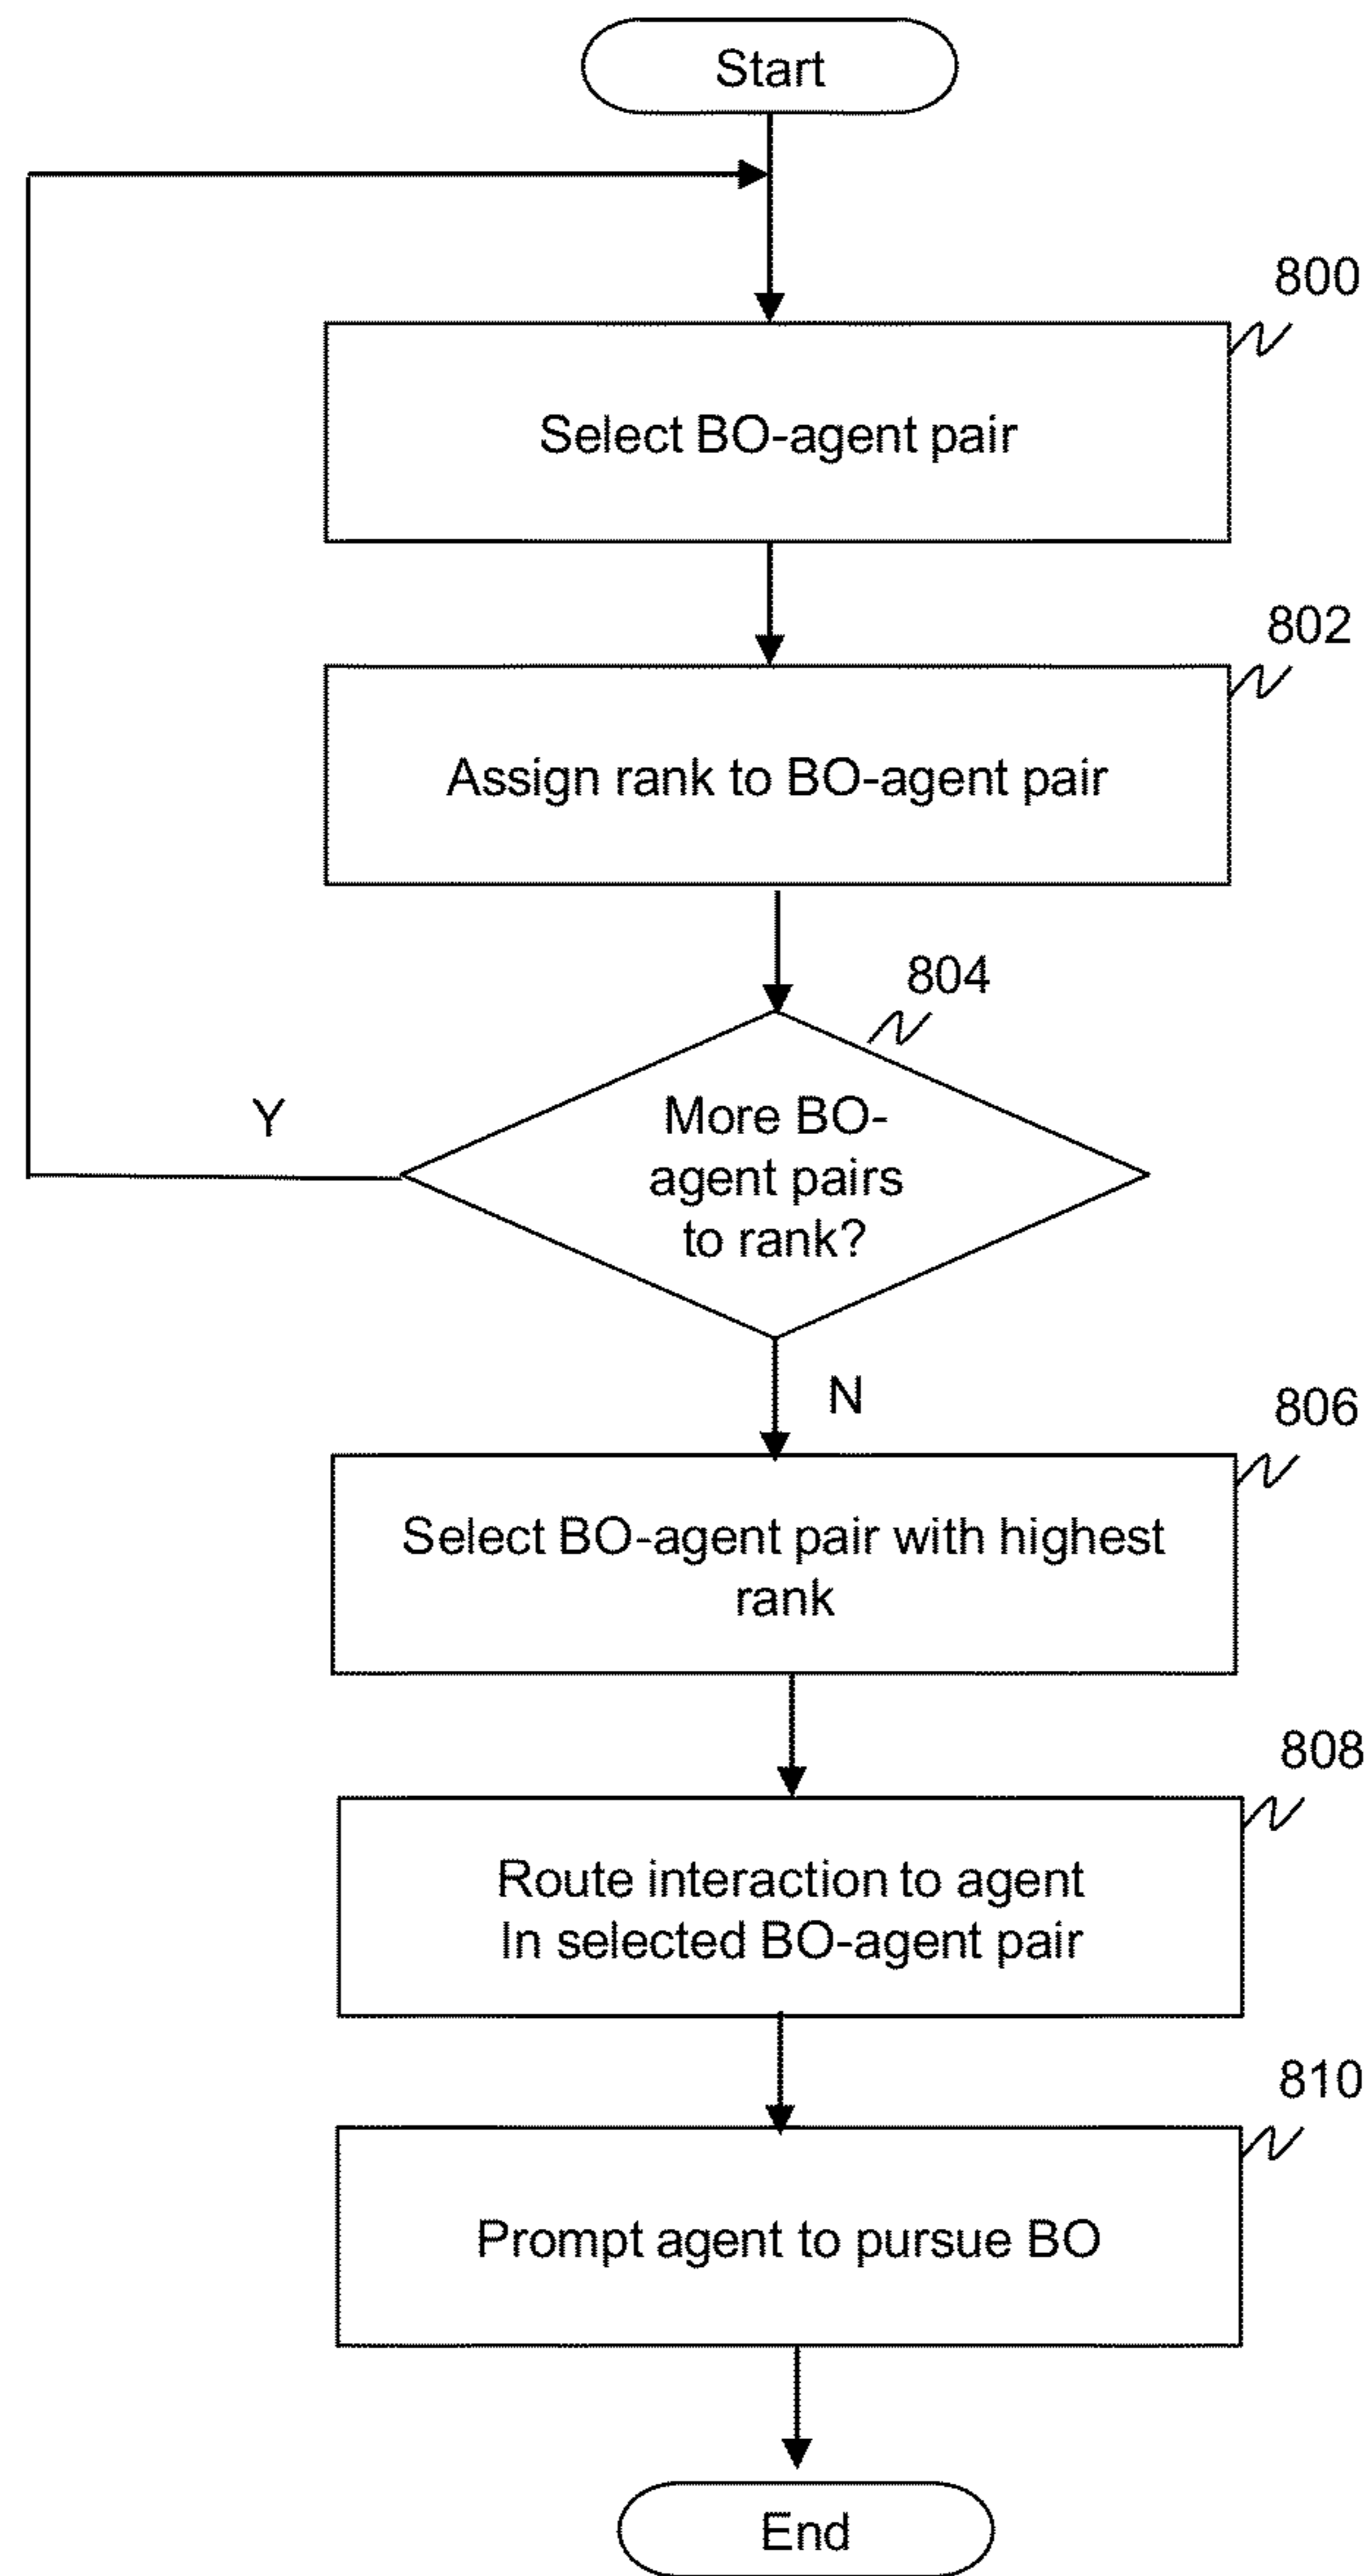 Start
800
Select BO-agent pair
802
Assign rank to BO-agent pair
804
More BO-
agent pairs
to rank?
Y
N
806
Select BO-agent pair with highest
rank
808
Route interaction to agent
In selected BO-agent pair
810
Prompt agent to pursue BO
End